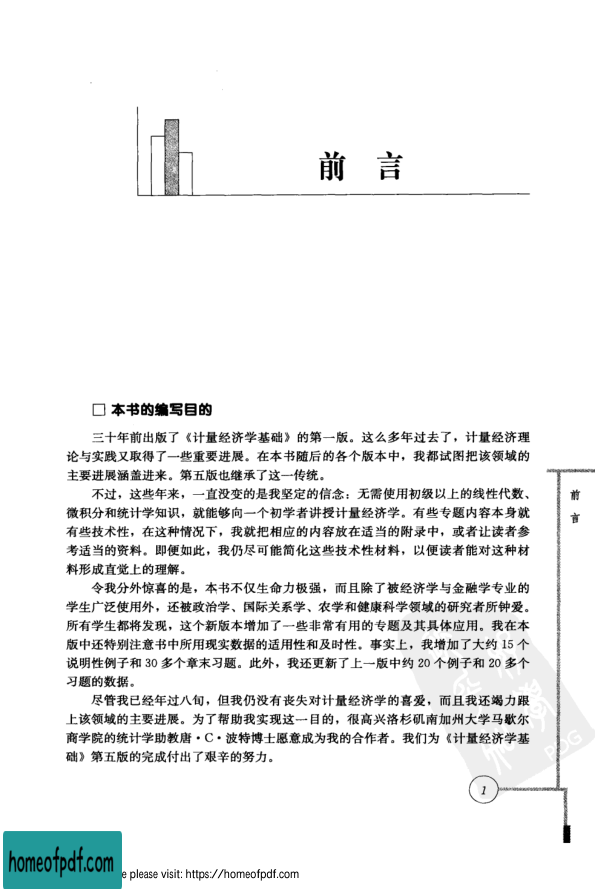 前 言
本书的编写目的
三十年前出版了《计量经济学基础》的第一版。这么多年过去了，计量经济理
论与实践又取得了一些重要进展。在本书随后的各个版本中，我都试图把该领域的
主要进展涵盖进来。第五版也继承了这一传统。
不过，这些年来，一直没变的是我坚定的信念：无需使用初级以上的线性代数、
微积分和统计学知识，就能够向一个初学者讲授计量经济学。有些专题内容本身就
有些技术性，在这种情况下，我就把相应的内容放在适当的附录中，或者让读者参
考适当的资料。即便如此，我仍尽可能简化这些技术性材料，以便读者能对这种材
料形成直觉上的理解。
令我分外惊喜的是，本书不仅生命力极强，而且除了被经济学与金融学专业的
学生广泛使用外，还被政治学、国际关系学、农学和健康科学领域的研究者所钟爱。
所有学生都将发现，这个新版本增加了一些非常有用的专题及其具体应用。我在本
版中还特别注意书中所用现实数据的适用性和及时性。事实上，我增加了大约 15 个
说明性例子和 30 多个章末习题。此外，我还更新了上一版中约 20 个例子和 20 多个
习题的数据。
尽管我已经年过八旬，但我仍没有丧失对计量经济学的喜爱，而且我还竭力跟
上该领域的主要进展。为了帮助我实现这一目的，很高兴洛杉矶南加州大学马歇尔
商学院的统计学助教唐·C·波特博士愿意成为我的合作者。我们为《计量经济学基
础》第五版的完成付出了艰辛的努力。
前
言
PDG
1
homeofpdf.com
e please visit: https://homeofpdf.com